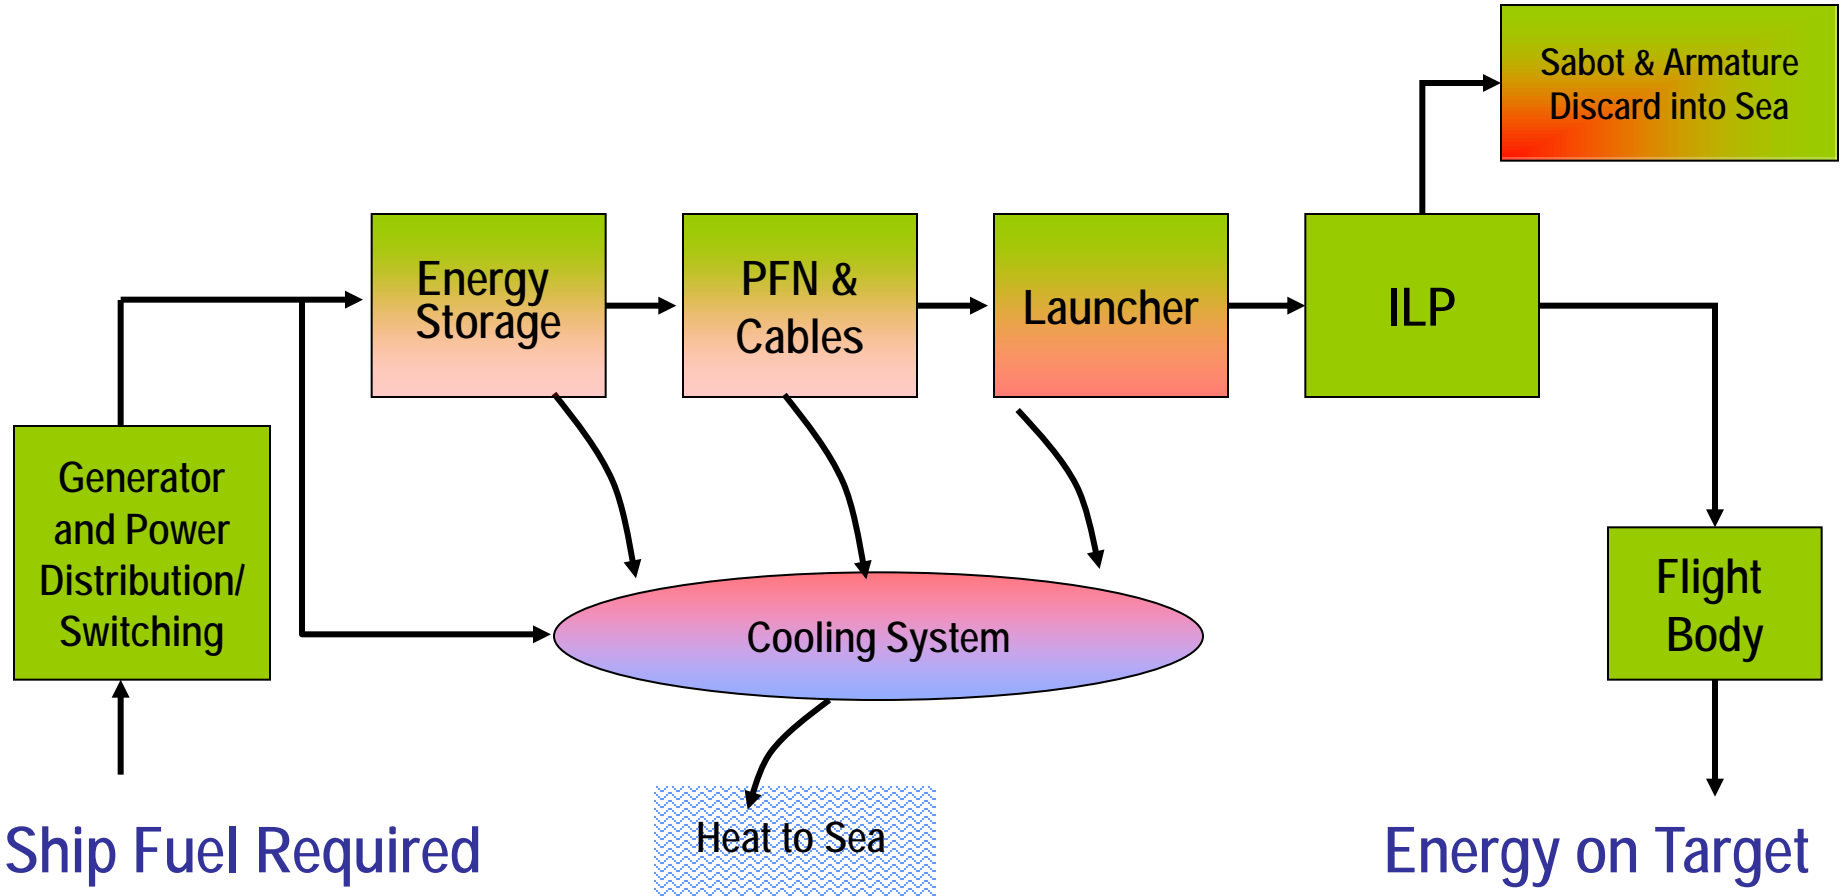 Sabot & Armature
Discard into Sea
Energy
Storage
PFN &
Cables
Launcher
ILP
Generator
and Power
Distribution/
Switching
Cooling System
Flight
Body
Heat to Sea
Ship Fuel Required
Energy on Target